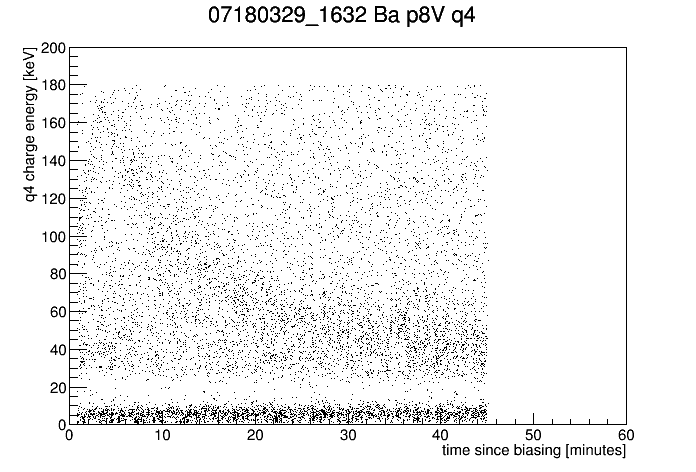 07180329_1632 Ba p8V q4
q4 charge energy [keV]
200
180
160
140
120
100
80
60
40
20
0
0 10 20 30 40 50 60
time since biasing [minutes]